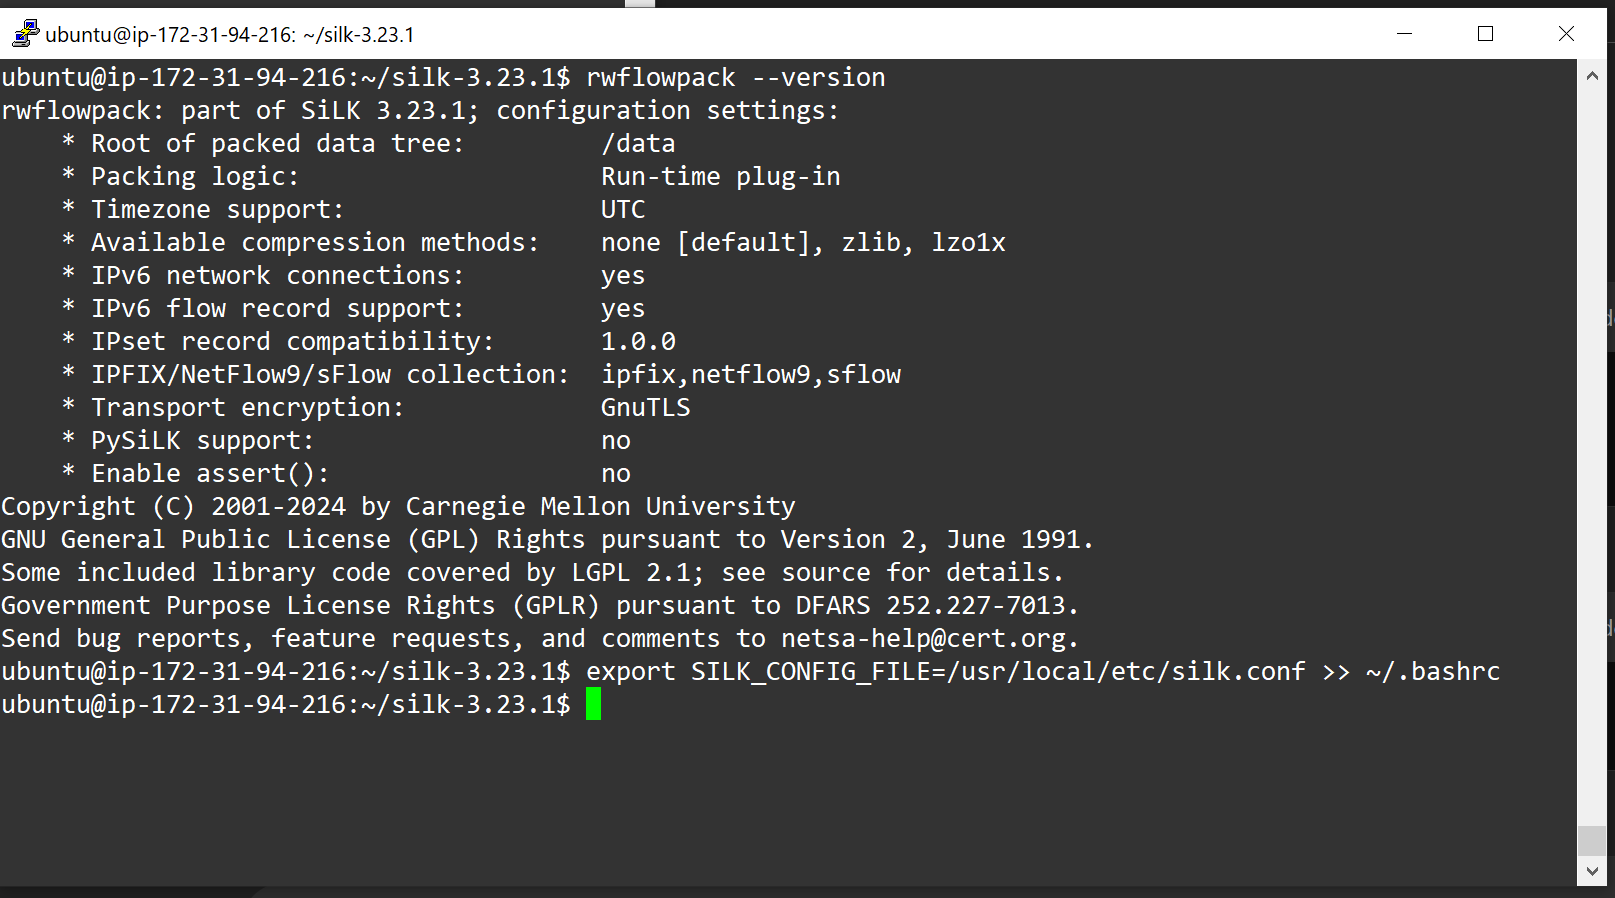 ubuntu@ip-172-31-94-216: ~/silk-3.23.1
ubuntu@ip-172-31-94-216:~/silk-3.23.1$ rwflowpack --version
rwflowpack: part of SiLK 3.23.1; configuration settings:
    * Root of packed data tree:         /data
    * Packing logic:                    Run-time plug-in
    * Timezone support:                 UTC
    * Available compression methods:    none [default], zlib, lzo1x
    * IPv6 network connections:         yes
    * IPv6 flow record support:         yes
    * IPset record compatibility:       1.0.0
    * IPFIX/NetFlow9/sFlow collection:  ipfix,netflow9,sflow
    * Transport encryption:             GnuTLS
    * PySiLK support:                   no
    * Enable assert():                  no
Copyright (C) 2001-2024 by Carnegie Mellon University
GNU General Public License (GPL) Rights pursuant to Version 2, June 1991.
Some included library code covered by LGPL 2.1; see source for details.
Government Purpose License Rights (GPLR) pursuant to DFARS 252.227-7013.
Send bug reports, feature requests, and comments to netsa-help@cert.org.
ubuntu@ip-172-31-94-216:~/silk-3.23.1$ export SILK_CONFIG_FILE=/usr/local/etc/silk.conf >> ~/.bashrc
ubuntu@ip-172-31-94-216:~/silk-3.23.1$